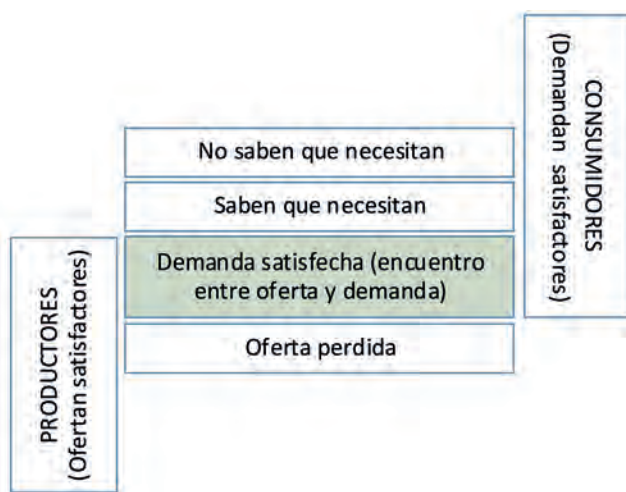 CONSUMIDORES
(Demandan satisfactores)
No saben que necesitan
Saben que necesitan
Demanda satisfecha (encuentro
entre oferta y demanda)
Oferta perdida
PRODUCTORES
(Ofertan satisfactores)